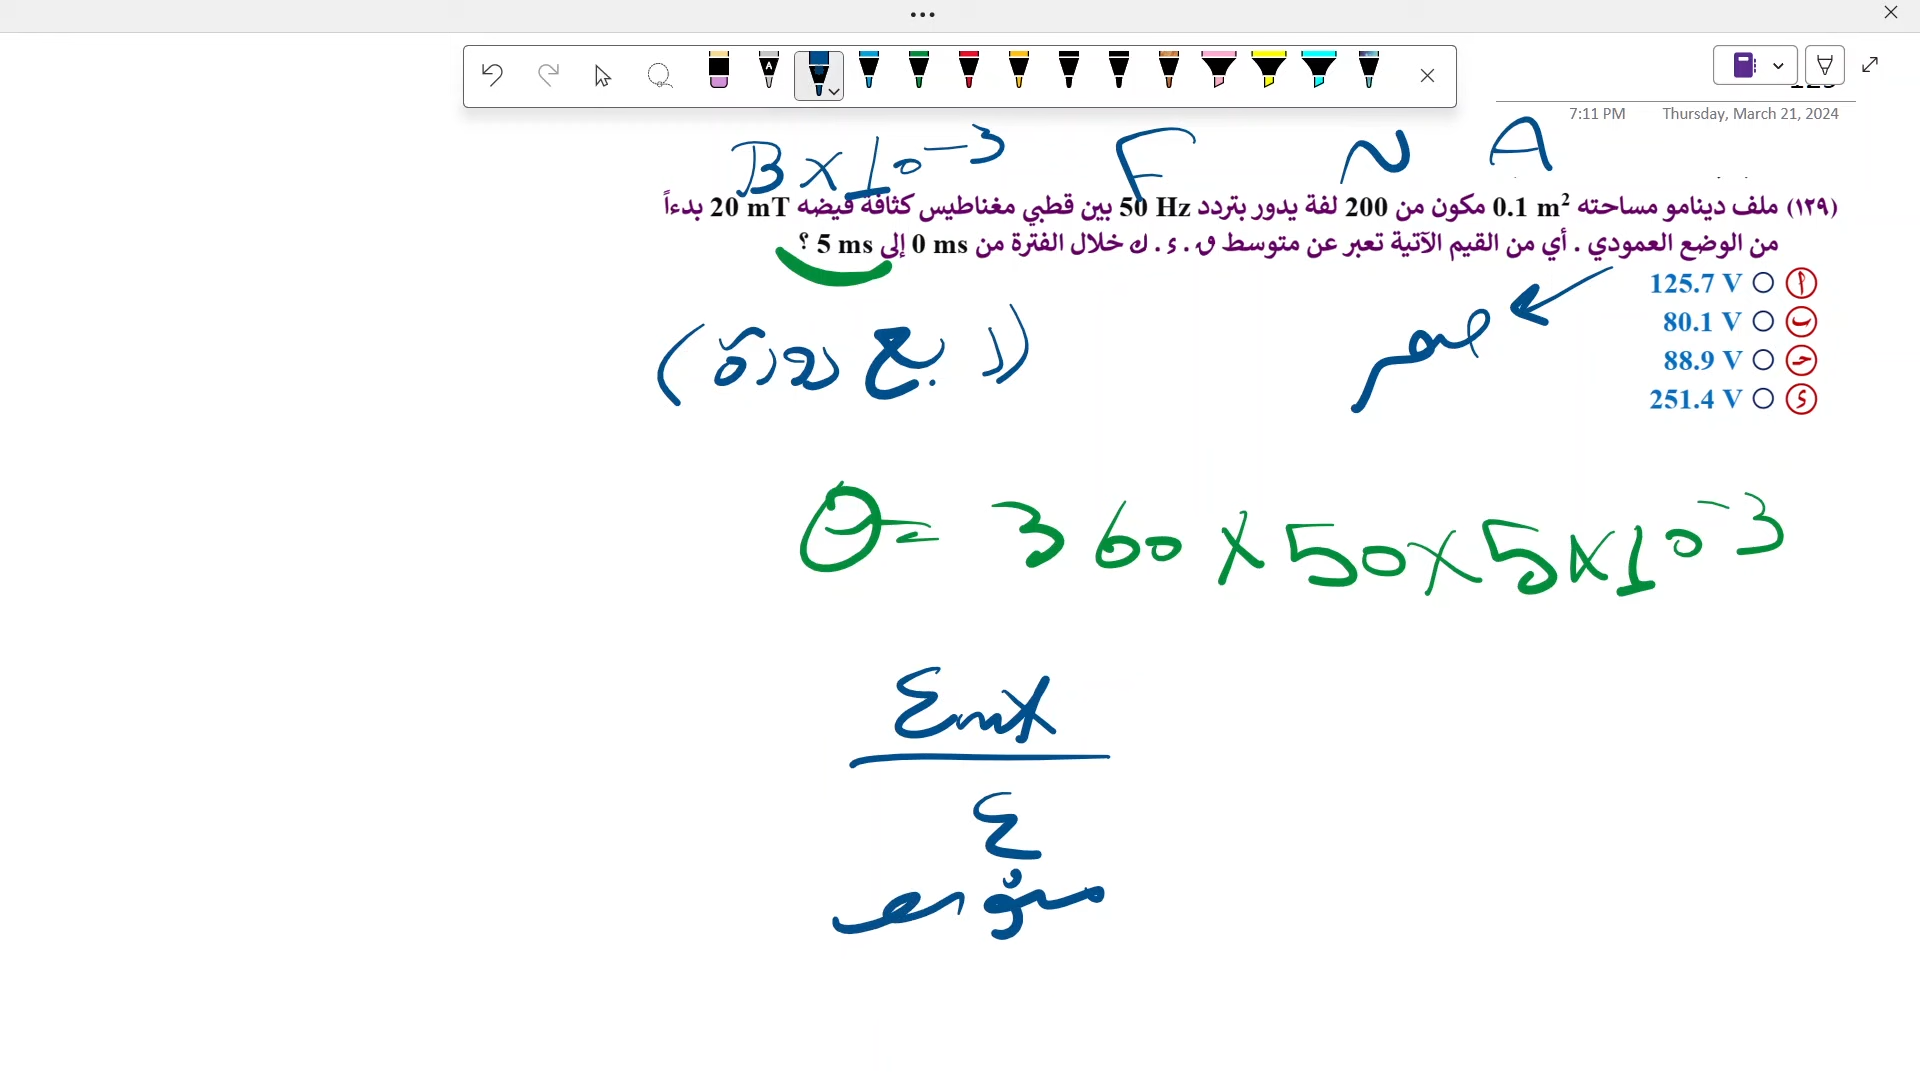 7:11 PM Thursday, March 21, 2024
B × 10⁻³ F N A
(١٢٩) ملف دينامو مساحته 0.1 m² مكون من 200 لفة يدور بتردد 50 Hz بين قطبي مغناطيس كثافة فيضه 20 mT بدءاً
من الوضع العمودي . أي من القيم الآتية تعبر عن متوسط ق . د . ك خلال الفترة من 0 ms إلى 5 ms ؟
أ 125.7 V
ب 80.1 V
جـ 88.9 V
د 251.4 V
صفر
(ربع دورة)
θ = 360 × 50 × 5 × 10⁻³